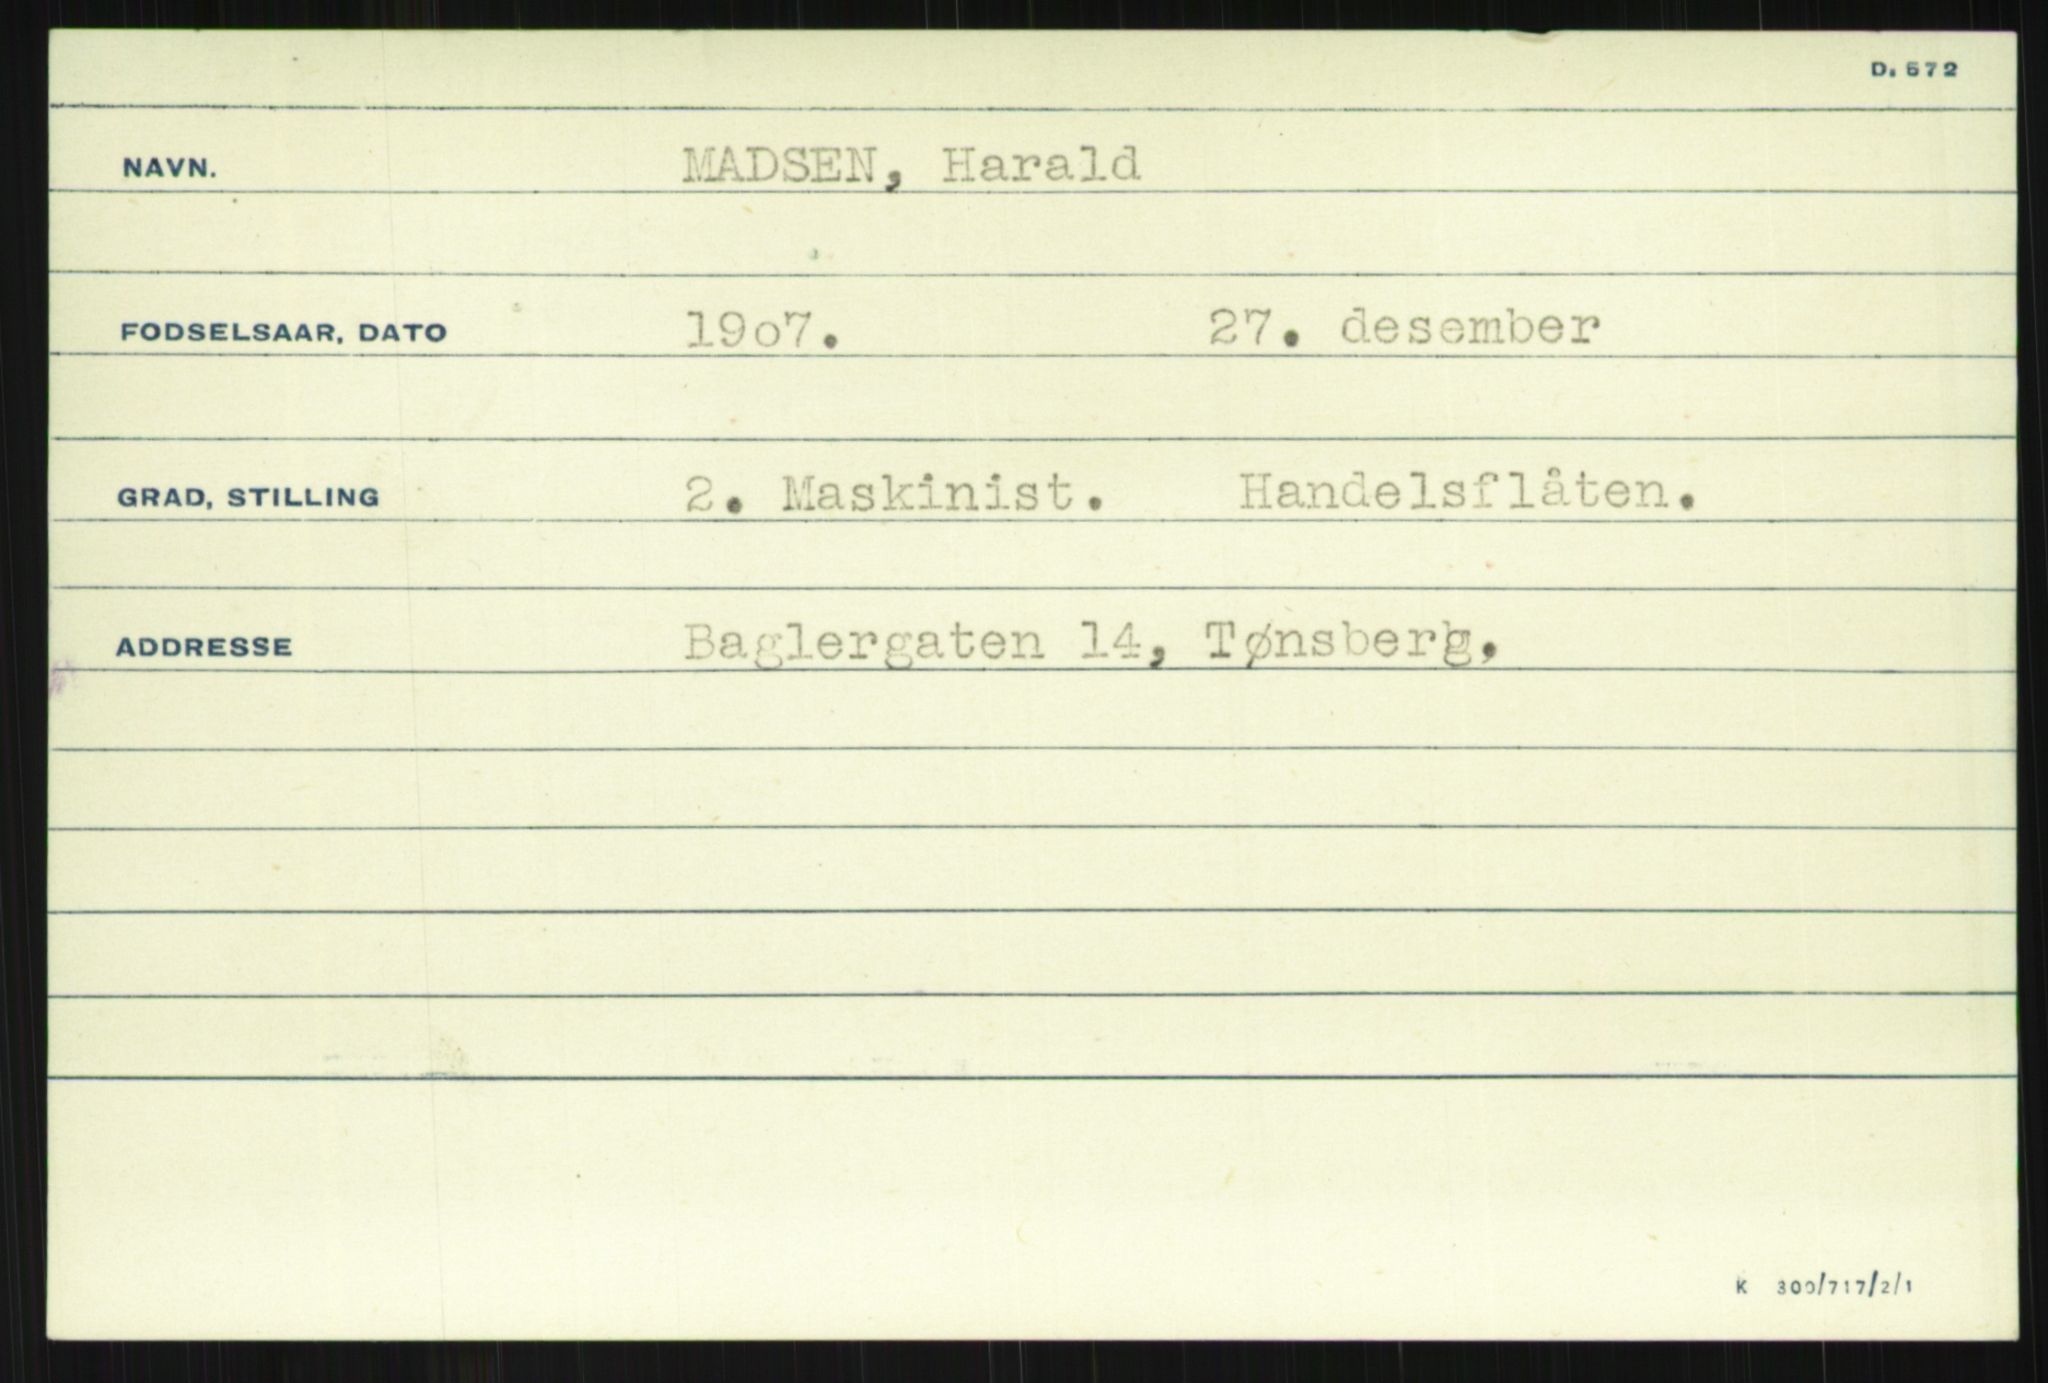 D. 572
NAVN. MADSEN, Harald
FODSELSAAR, DATO 19o7. 27. desember
GRAD, STILLING 2. Maskinist. Handelsflåten.
ADDRESSE Baglergaten 14, Tønsberg.
K 300/717/2/1